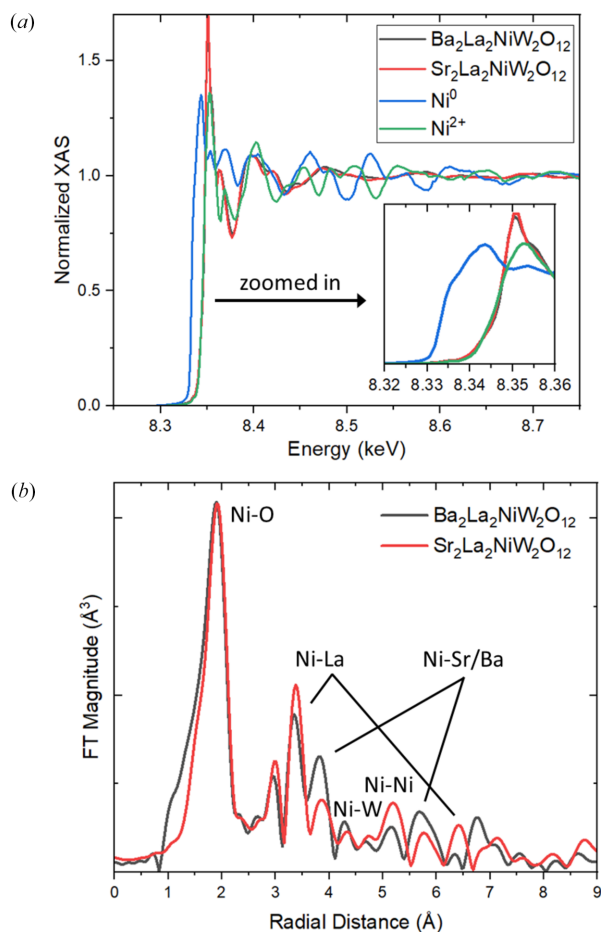 (a)
Ba₂La₂NiW₂O₁₂
Sr₂La₂NiW₂O₁₂
Ni⁰
Ni²⁺
Normalized XAS
1.5
1.0
0.5
0.0
zoomed in
8.32 8.33 8.34 8.35 8.36
8.3 8.4 8.5 8.6 8.7
Energy (keV)
(b)
Ni-O
Ba₂La₂NiW₂O₁₂
Sr₂La₂NiW₂O₁₂
FT Magnitude (Å³)
Ni-La
Ni-Sr/Ba
Ni-Ni
Ni-W
0 1 2 3 4 5 6 7 8 9
Radial Distance (Å)